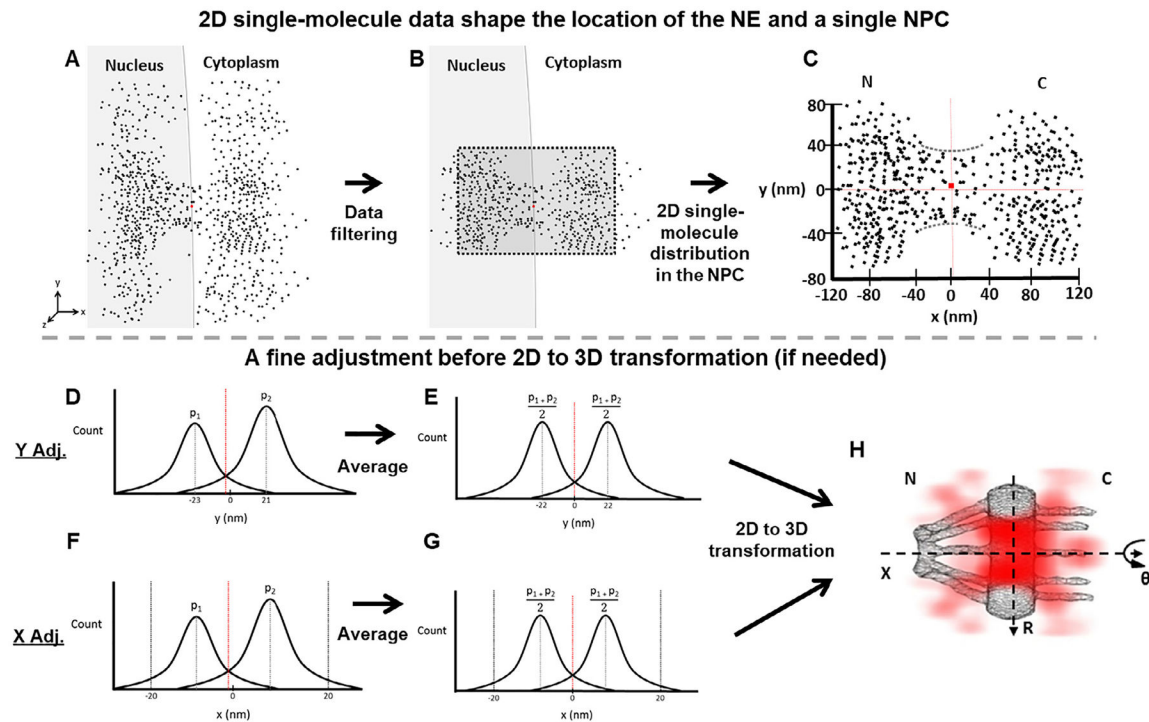 2D single-molecule data shape the location of the NE and a single NPC
A
Nucleus
Cytoplasm
y
x
z
Data
filtering
B
Nucleus
Cytoplasm
2D single-
molecule
distribution
in the NPC
C
N
C
80
40
y (nm)
0
-40
-80
-120 -80 -40 0 40 80 120
x (nm)
A fine adjustment before 2D to 3D transformation (if needed)
Y Adj.
D
Count
p1
p2
-23 0 21
y (nm)
Average
E
Count
p1 + p2
2
p1 + p2
2
-22 0 22
y (nm)
X Adj.
F
Count
p1
p2
-20 0 20
x (nm)
Average
G
Count
p1 + p2
2
p1 + p2
2
-20 0 20
x (nm)
2D to 3D
transformation
H
N
C
X
θ
R